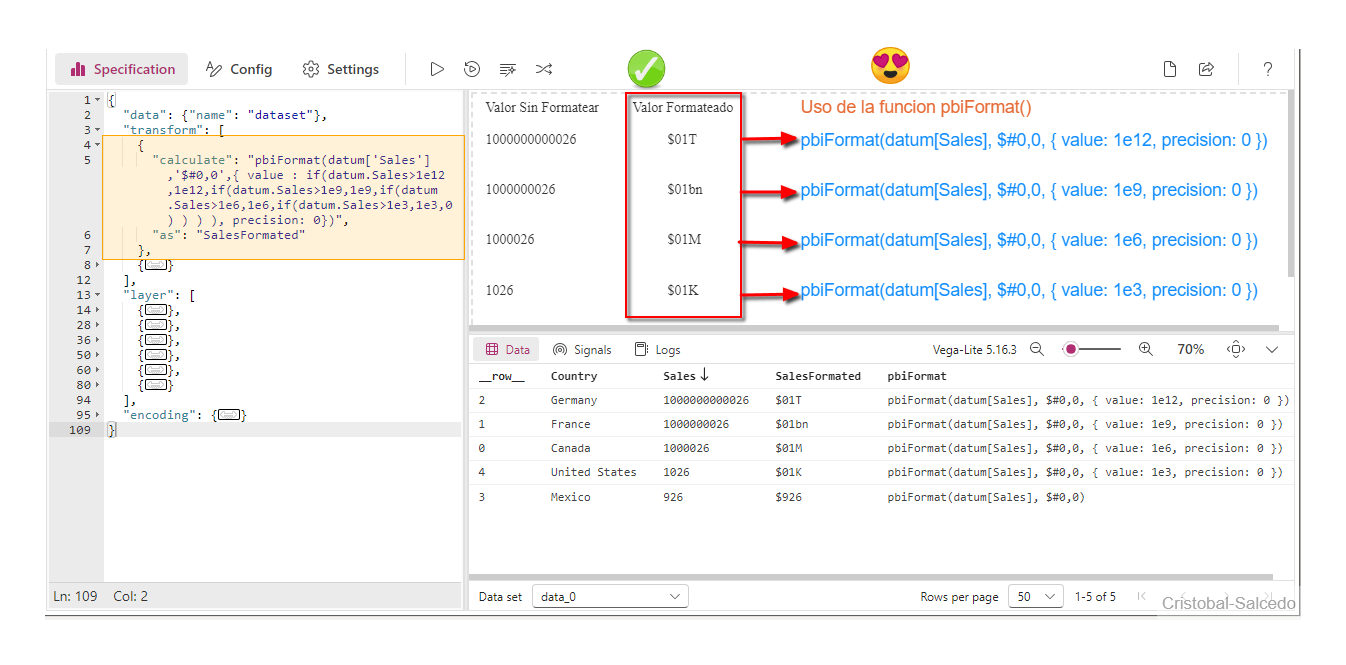 Specification Config Settings ?
1 {
2 "data": {"name": "dataset"},
3 "transform": [
4 {
5 "calculate": "pbiFormat(datum['Sales']
,'$#0,0',{ value : if(datum.Sales>1e12
,1e12,if(datum.Sales>1e9,1e9,if(datum
.Sales>1e6,1e6,if(datum.Sales>1e3,1e3,0
) ) ) ), precision: 0})",
6 "as": "SalesFormated"
7 },
8 {}
12 ],
13 "layer": [
14 {},
28 {},
36 {},
50 {},
60 {},
80 {}
94 ],
95 "encoding": {}
109 }
Ln: 109 Col: 2
Valor Sin Formatear Valor Formateado Uso de la funcion pbiFormat()
1000000000026 $01T pbiFormat(datum[Sales], $#0,0, { value: 1e12, precision: 0 })
1000000026 $01bn pbiFormat(datum[Sales], $#0,0, { value: 1e9, precision: 0 })
1000026 $01M pbiFormat(datum[Sales], $#0,0, { value: 1e6, precision: 0 })
1026 $01K pbiFormat(datum[Sales], $#0,0, { value: 1e3, precision: 0 })
Data Signals Logs Vega-Lite 5.16.3 70%
__row__ Country Sales SalesFormated pbiFormat
2 Germany 1000000000026 $01T pbiFormat(datum[Sales], $#0,0, { value: 1e12, precision: 0 })
1 France 1000000026 $01bn pbiFormat(datum[Sales], $#0,0, { value: 1e9, precision: 0 })
0 Canada 1000026 $01M pbiFormat(datum[Sales], $#0,0, { value: 1e6, precision: 0 })
4 United States 1026 $01K pbiFormat(datum[Sales], $#0,0, { value: 1e3, precision: 0 })
3 Mexico 926 $926 pbiFormat(datum[Sales], $#0,0)
Data set data_0 Rows per page 50 1-5 of 5
Cristobal-Salcedo